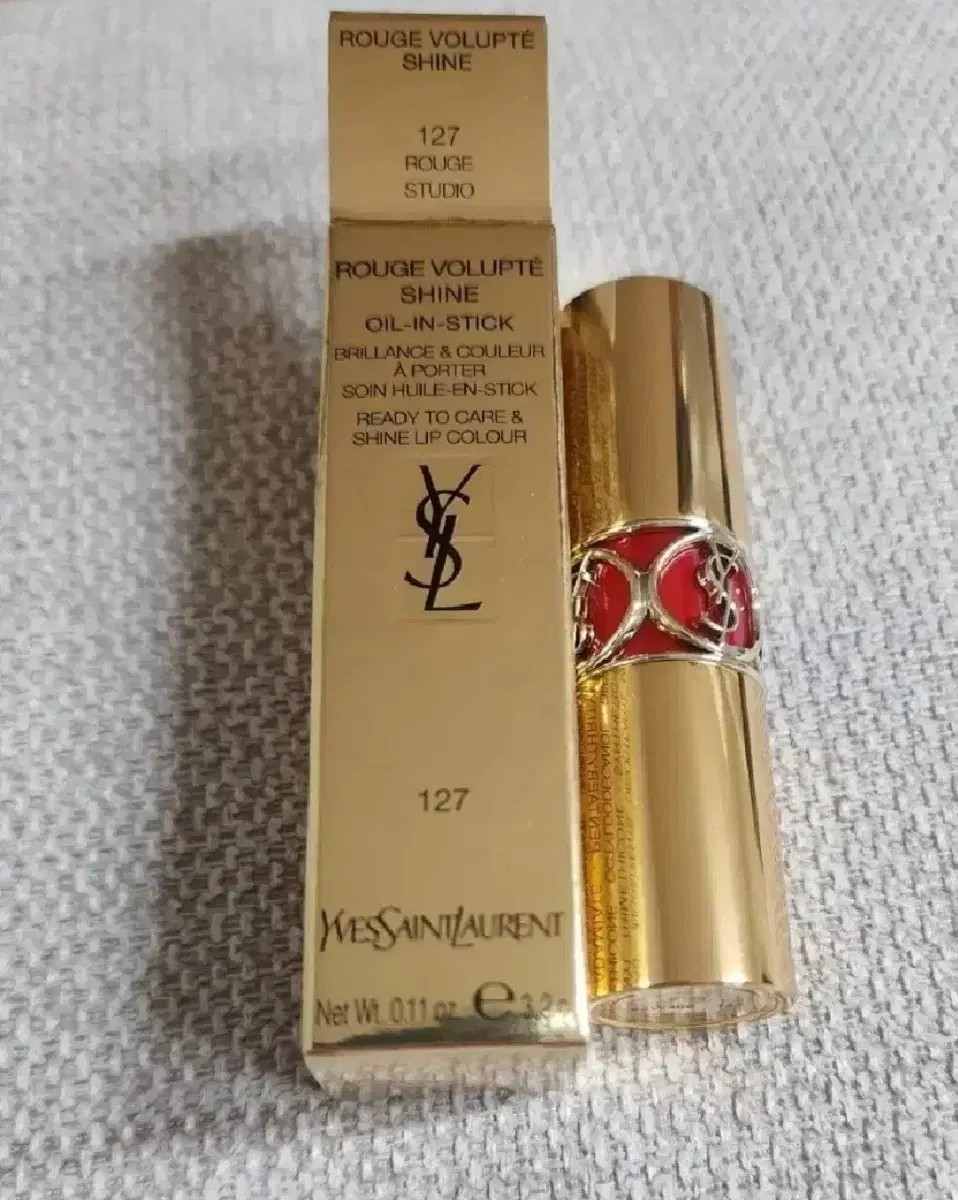 ROUGE VOLUPTÉ
SHINE
127
ROUGE
STUDIO
ROUGE VOLUPTÉ
SHINE
OIL-IN-STICK
BRILLANCE & COULEUR
À PORTER
SOIN HUILE-EN-STICK
READY TO CARE &
SHINE LIP COLOUR
YSL
127
YVESSAINTLAURENT
Net Wt. 0.11 oz. ℮ 3.2 g
YSL